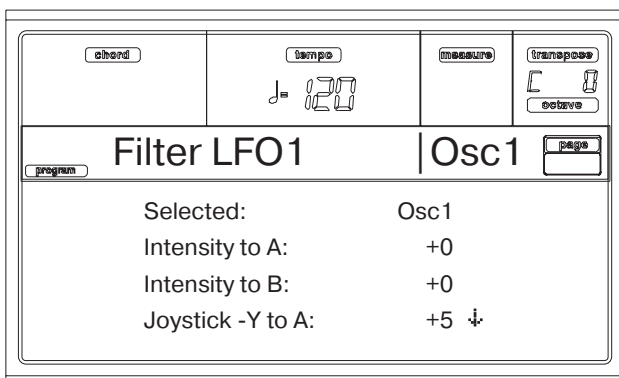 chord tempo measure transpose
♩= 120 C 0
octave
Filter LFO1 Osc1 page
program
Selected: Osc1
Intensity to A: +0
Intensity to B: +0
Joystick -Y to A: +5